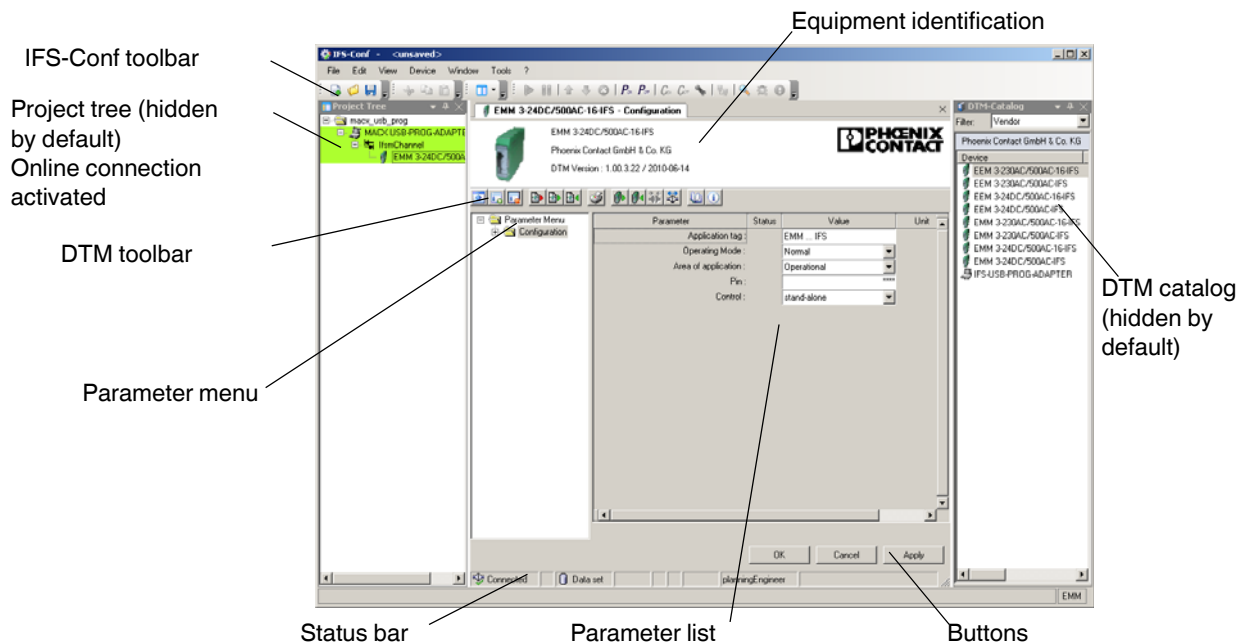 Equipment identification
IFS-Conf toolbar
Project tree (hidden
by default)
Online connection
activated
DTM toolbar
Parameter menu
DTM catalog
(hidden by
default)
Status bar
Parameter list
Buttons
IFS-Conf - <unsaved>
File Edit View Device Window Tools ?
Project Tree
macx_usb_prog
MACX USB-PROG-ADAPTE
IfsmChannel
EMM 3-24DC/500A
EMM 3-24DC/500AC-16-IFS - Configuration
EMM 3-24DC/500AC-16-IFS
Phoenix Contact GmbH & Co. KG
DTM Version : 1.00.3.22 / 2010-06-14
PHŒNIX
CONTACT
Parameter Menu
Configuration
Parameter Status Value Unit
Application tag : EMM ... IFS
Operating Mode : Normal
Area of application : Operational
Pin : ****
Control : stand-alone
OK Cancel Apply
Connected Data set planningEngineer
DTM-Catalog
Filter: Vendor
Phoenix Contact GmbH & Co. KG
Device
EEM 3-230AC/500AC-16-IFS
EEM 3-230AC/500AC-IFS
EEM 3-24DC/500AC-16-IFS
EEM 3-24DC/500AC-IFS
EMM 3-230AC/500AC-16-IFS
EMM 3-230AC/500AC-IFS
EMM 3-24DC/500AC-16-IFS
EMM 3-24DC/500AC-IFS
IFS-USB-PROG-ADAPTER
EMM